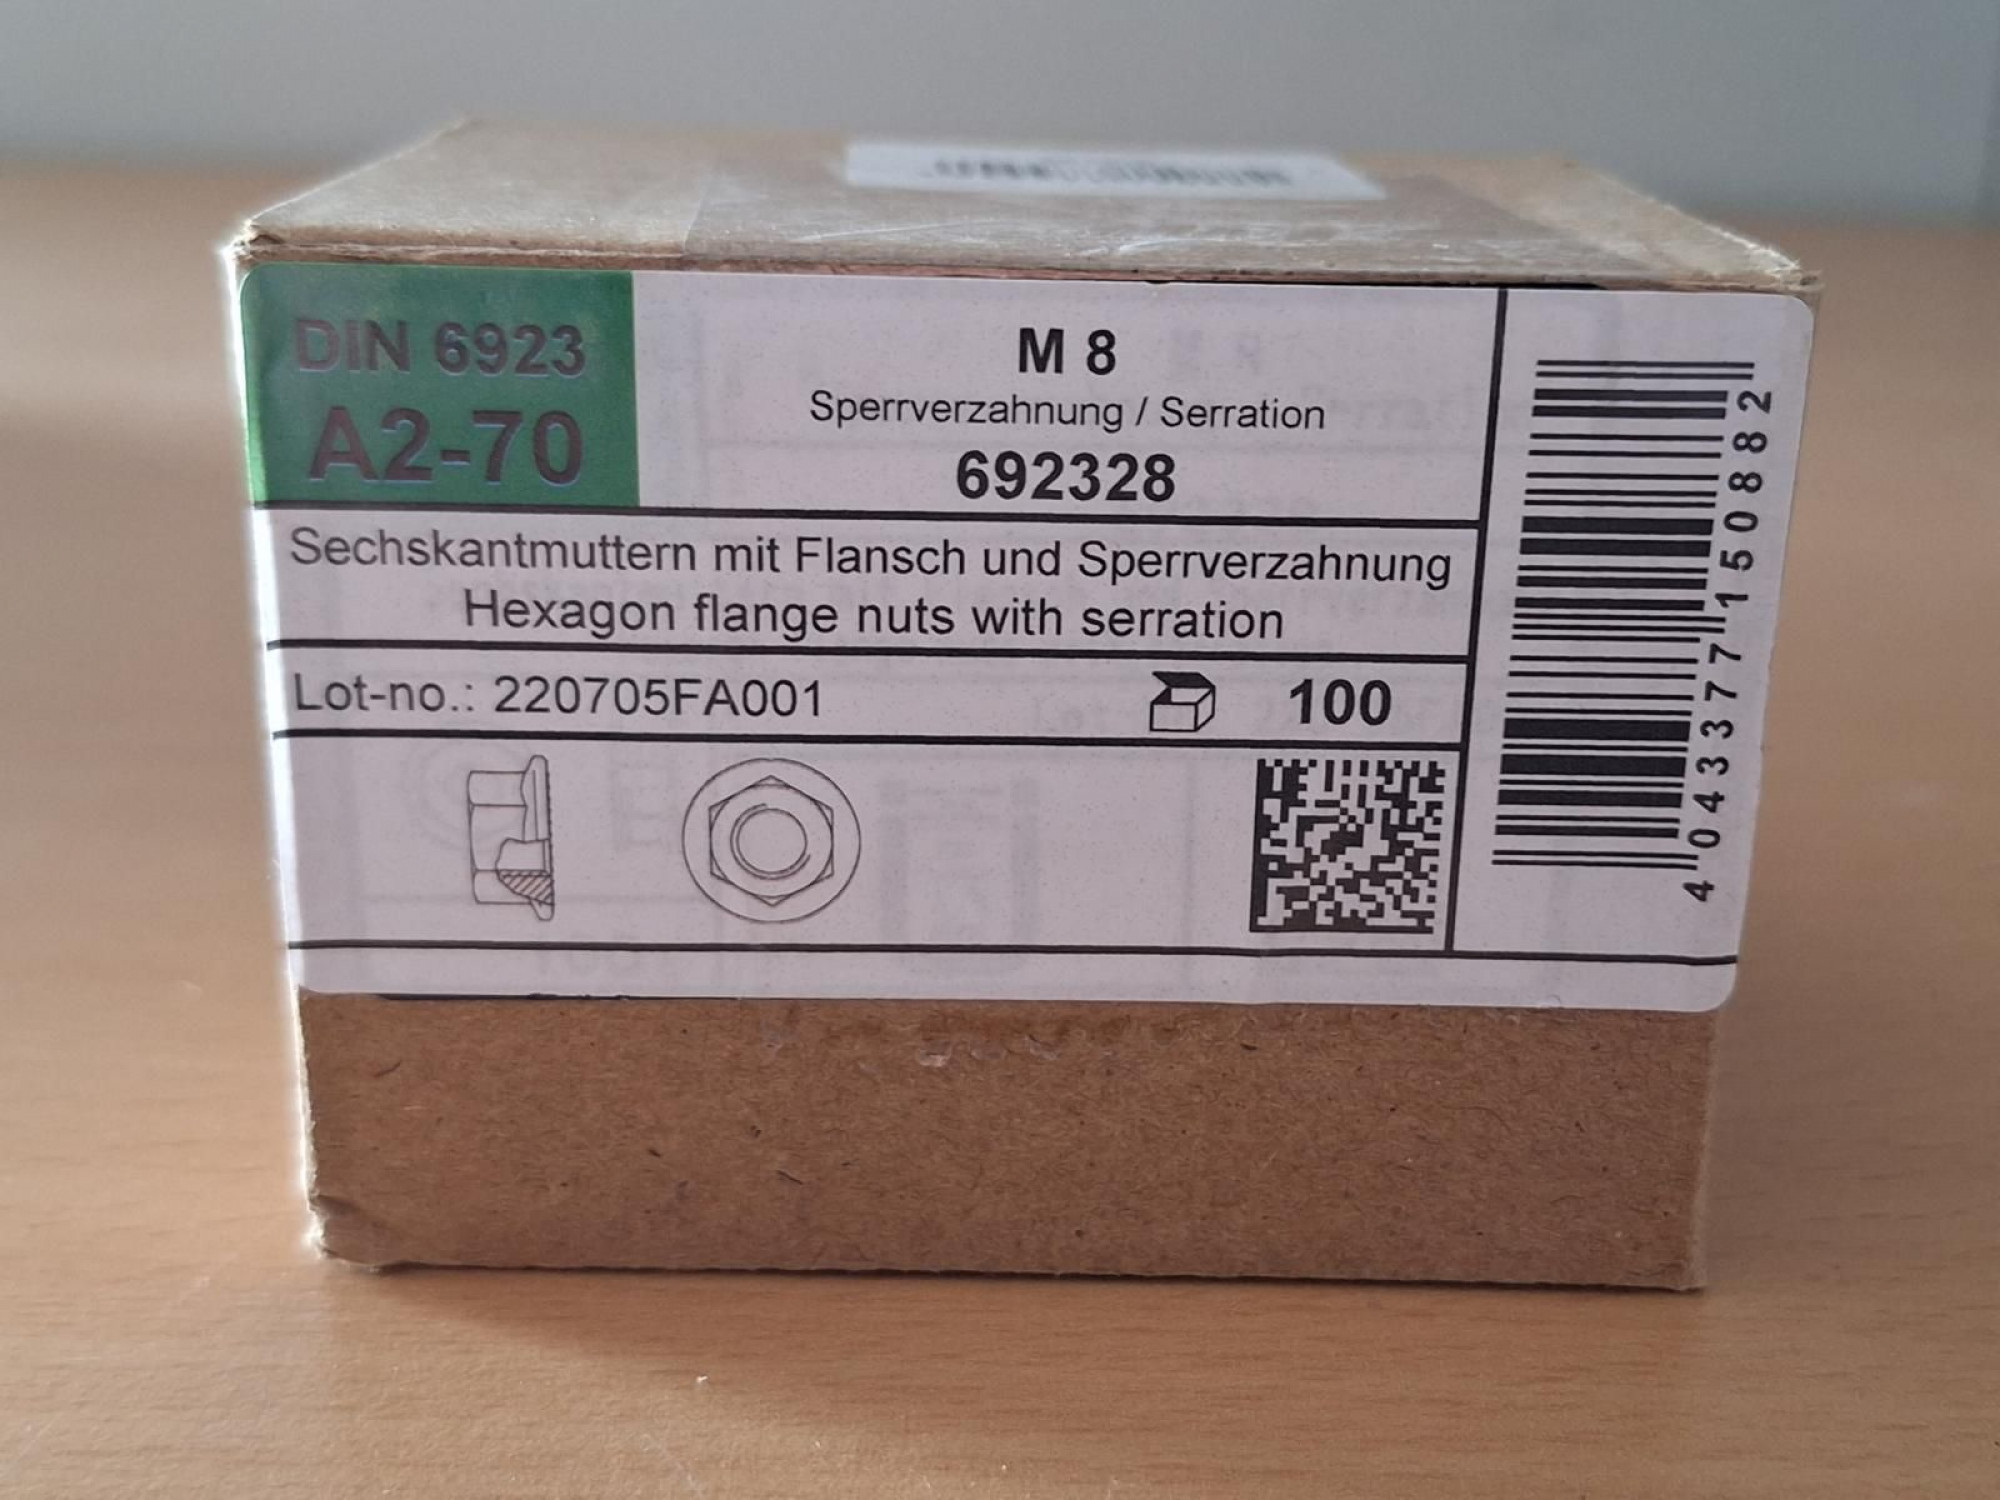 DIN 6923
A2-70
M 8
Sperrverzahnung / Serration
692328
Sechskantmuttern mit Flansch und Sperrverzahnung
Hexagon flange nuts with serration
Lot-no.: 220705FA001
100
4043377150882